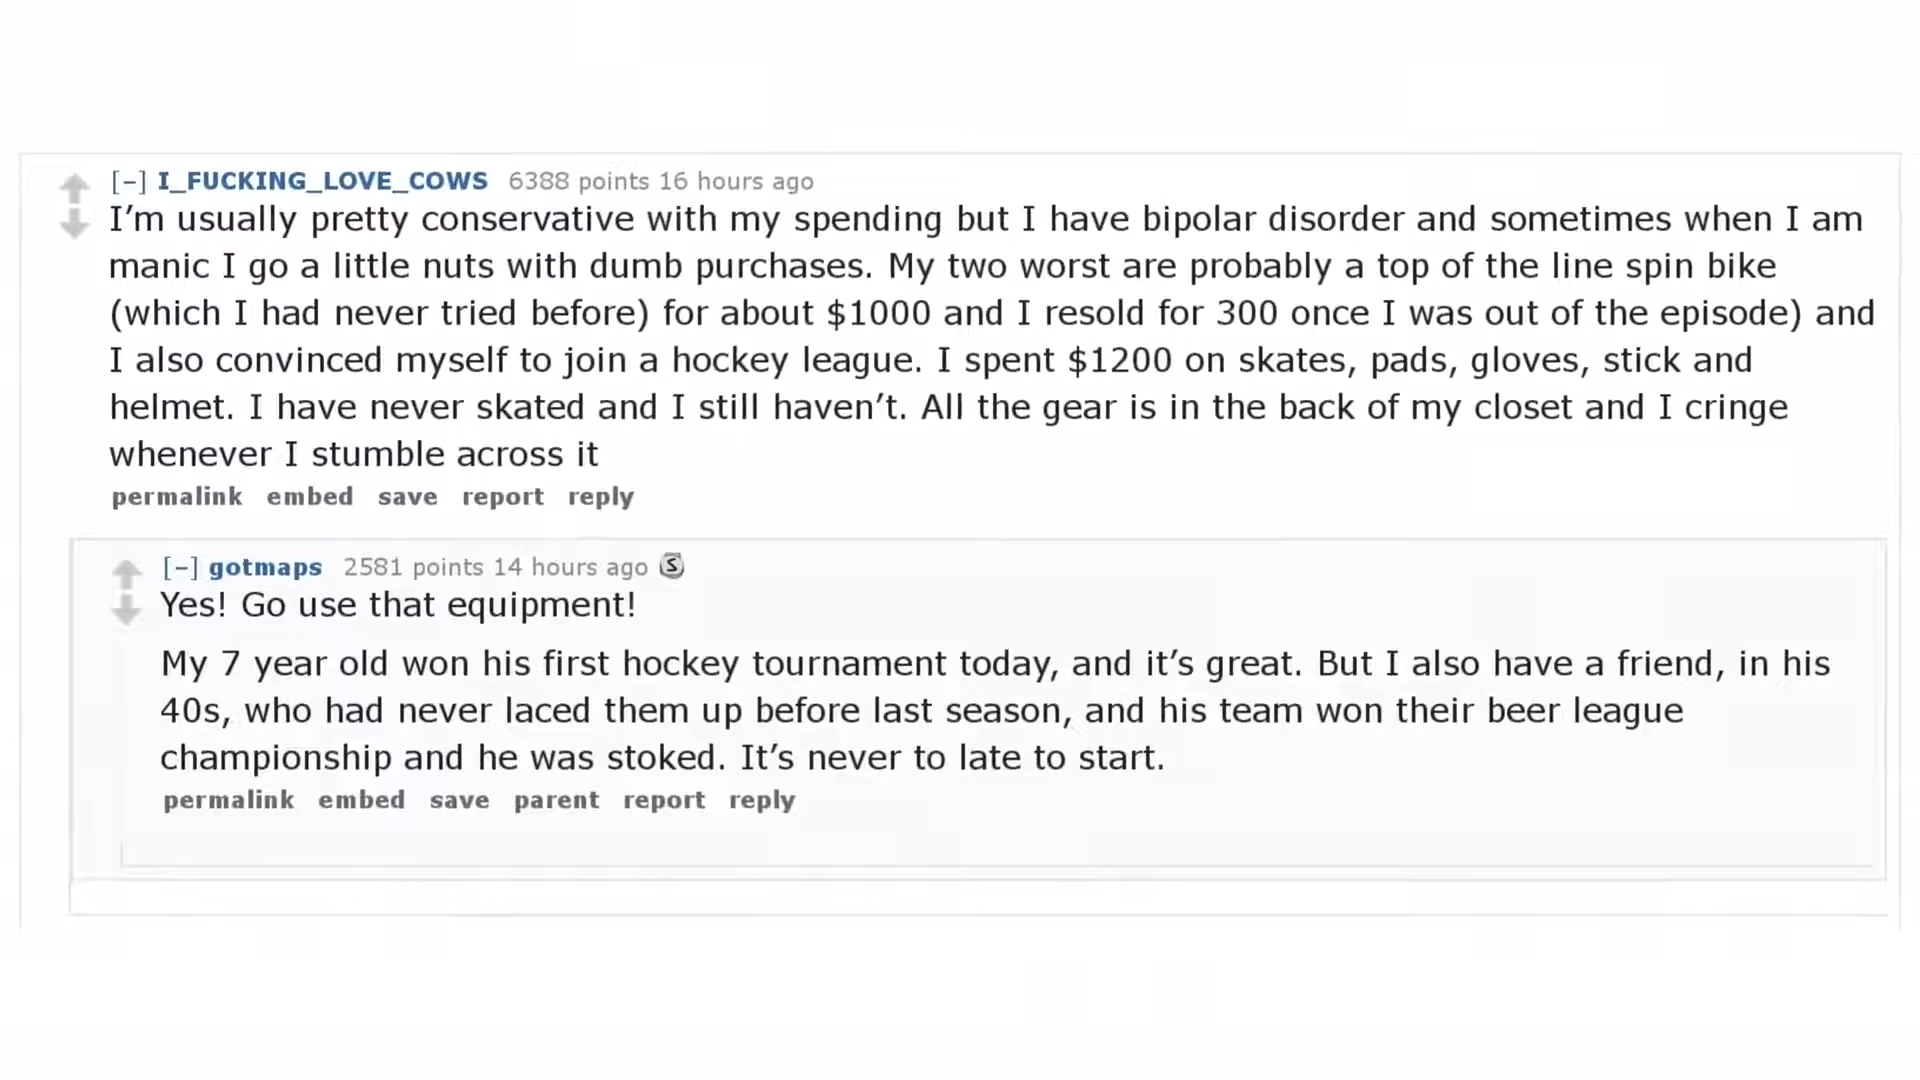 [–] I_FUCKING_LOVE_COWS 6388 points 16 hours ago
I’m usually pretty conservative with my spending but I have bipolar disorder and sometimes when I am
manic I go a little nuts with dumb purchases. My two worst are probably a top of the line spin bike
(which I had never tried before) for about $1000 and I resold for 300 once I was out of the episode) and
I also convinced myself to join a hockey league. I spent $1200 on skates, pads, gloves, stick and
helmet. I have never skated and I still haven’t. All the gear is in the back of my closet and I cringe
whenever I stumble across it
permalink embed save report reply
[–] gotmaps 2581 points 14 hours ago S
Yes! Go use that equipment!
My 7 year old won his first hockey tournament today, and it’s great. But I also have a friend, in his
40s, who had never laced them up before last season, and his team won their beer league
championship and he was stoked. It’s never to late to start.
permalink embed save parent report reply